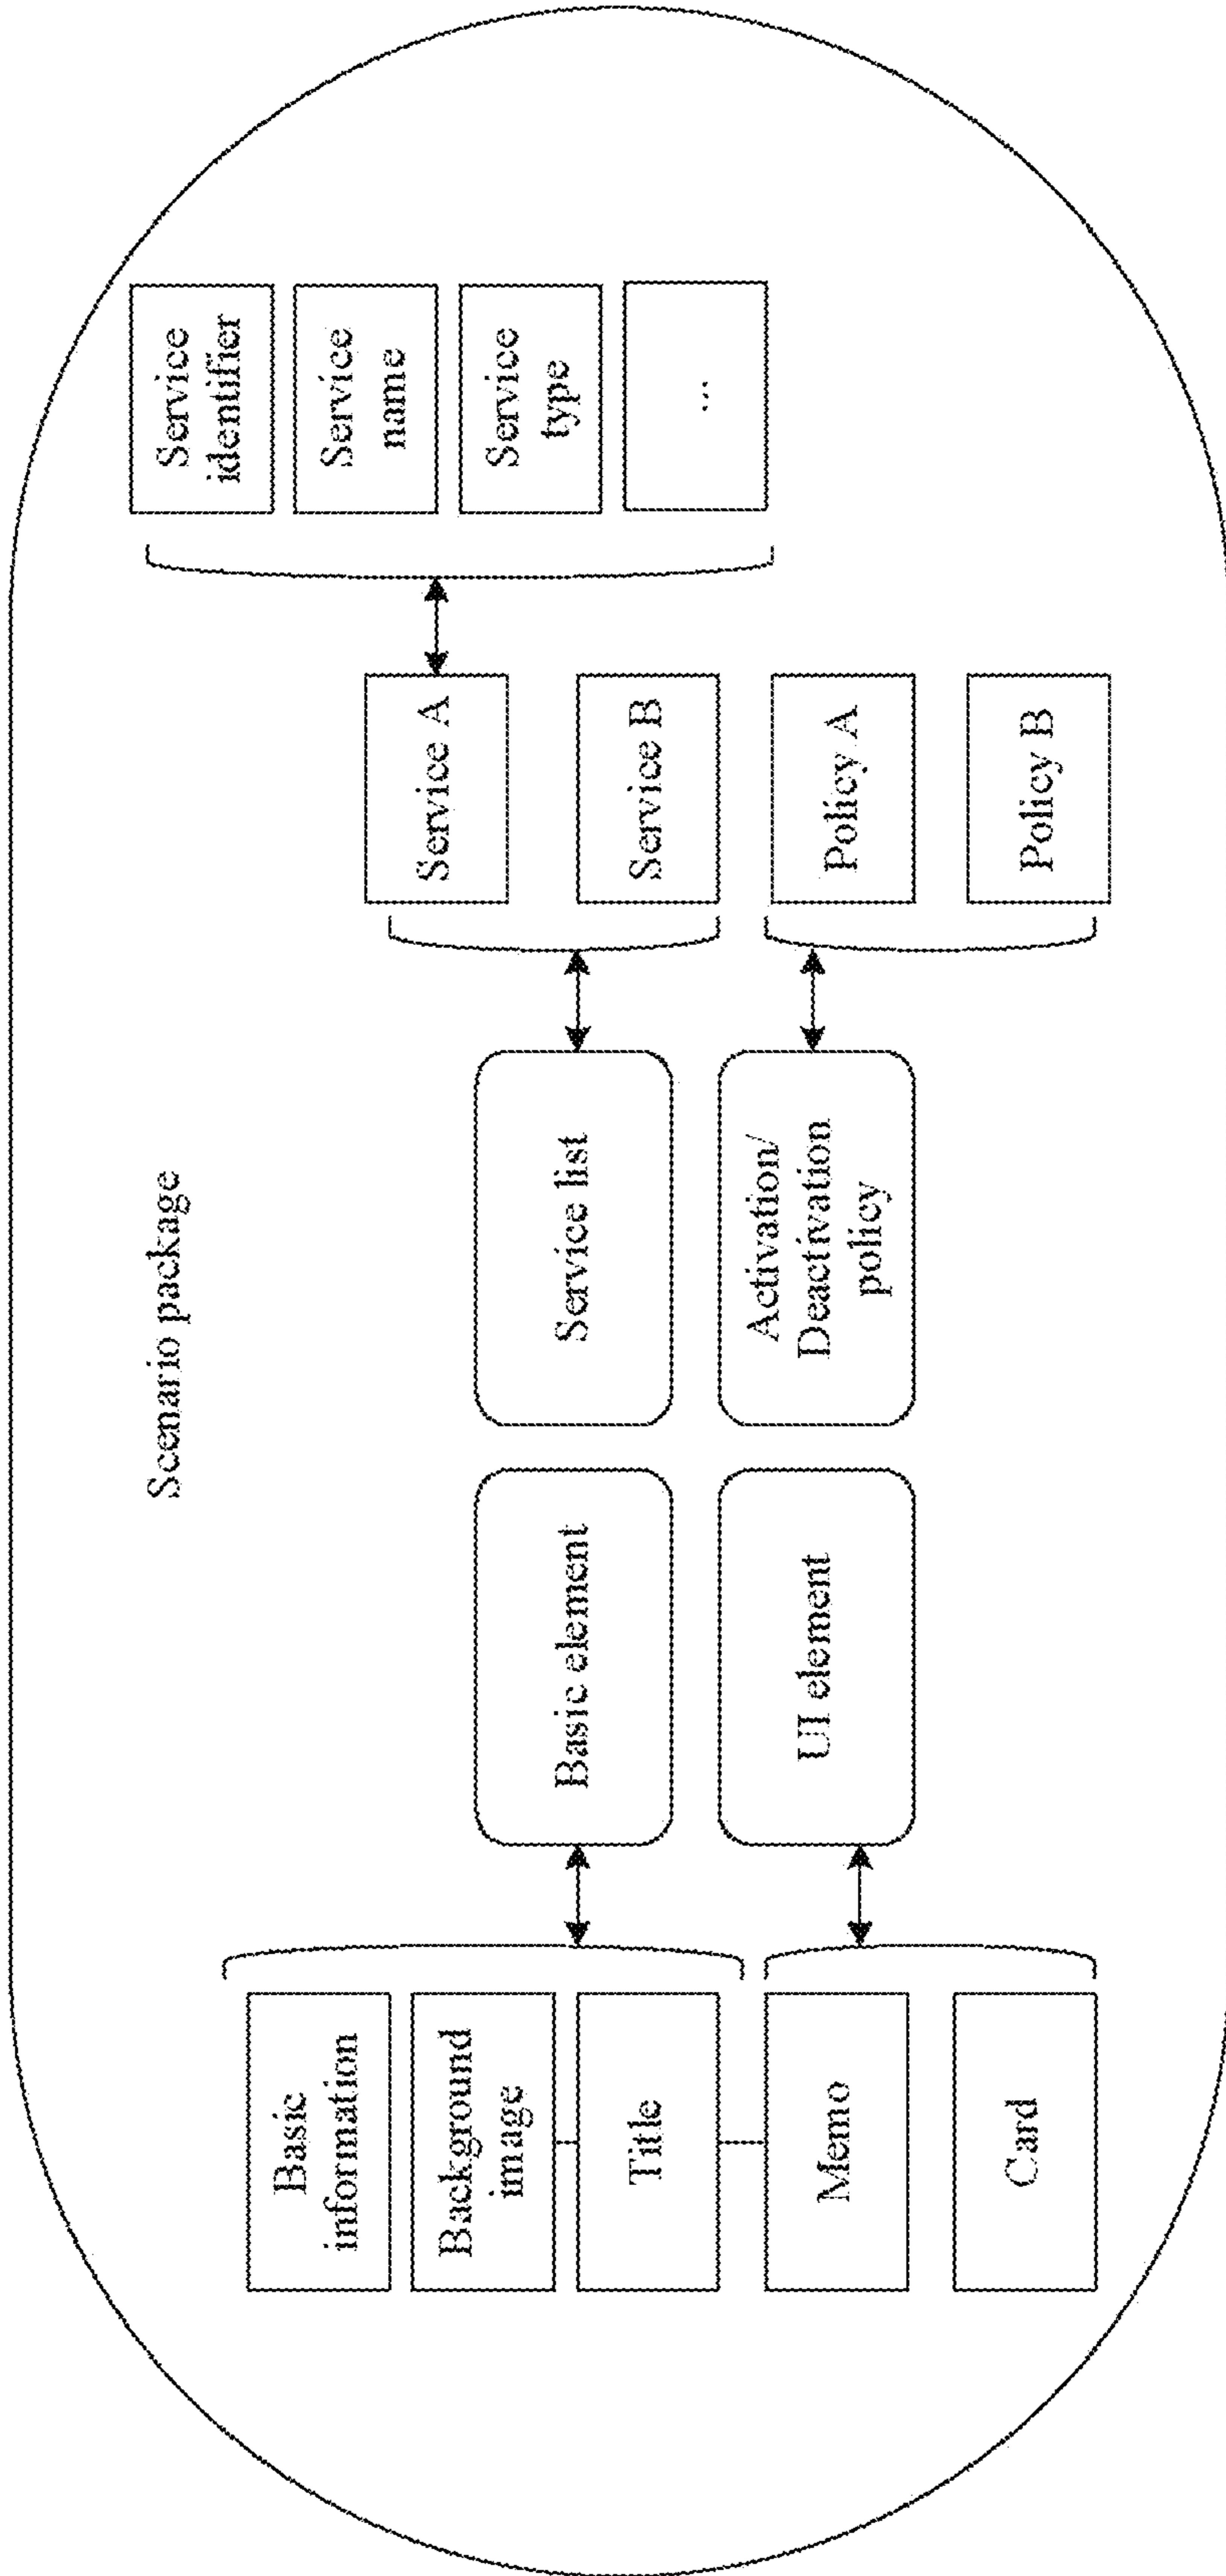 Scenario package
Basic
information
Background
image
Title
Memo
Card
Basic element
UI element
Service list
Activation/
Deactivation
policy
Service A
Service B
Policy A
Policy B
Service
identifier
Service
name
Service
type
...